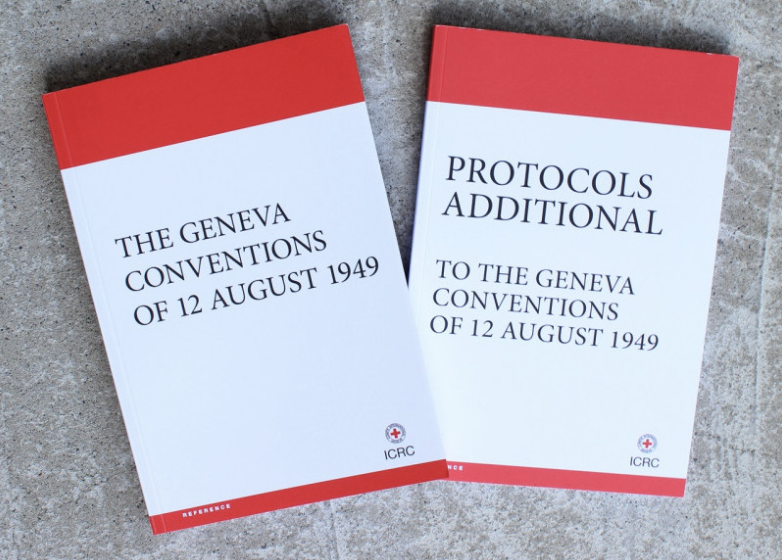 THE GENEVA
CONVENTIONS
OF 12 AUGUST 1949
ICRC
REFERENCE
PROTOCOLS
ADDITIONAL
TO THE GENEVA
CONVENTIONS
OF 12 AUGUST 1949
ICRC
NCE